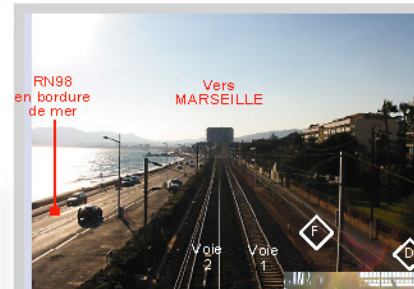 RN98
en bordure
de mer
Vers
MARSEILLE
Voie
2
Voie
1
F
D